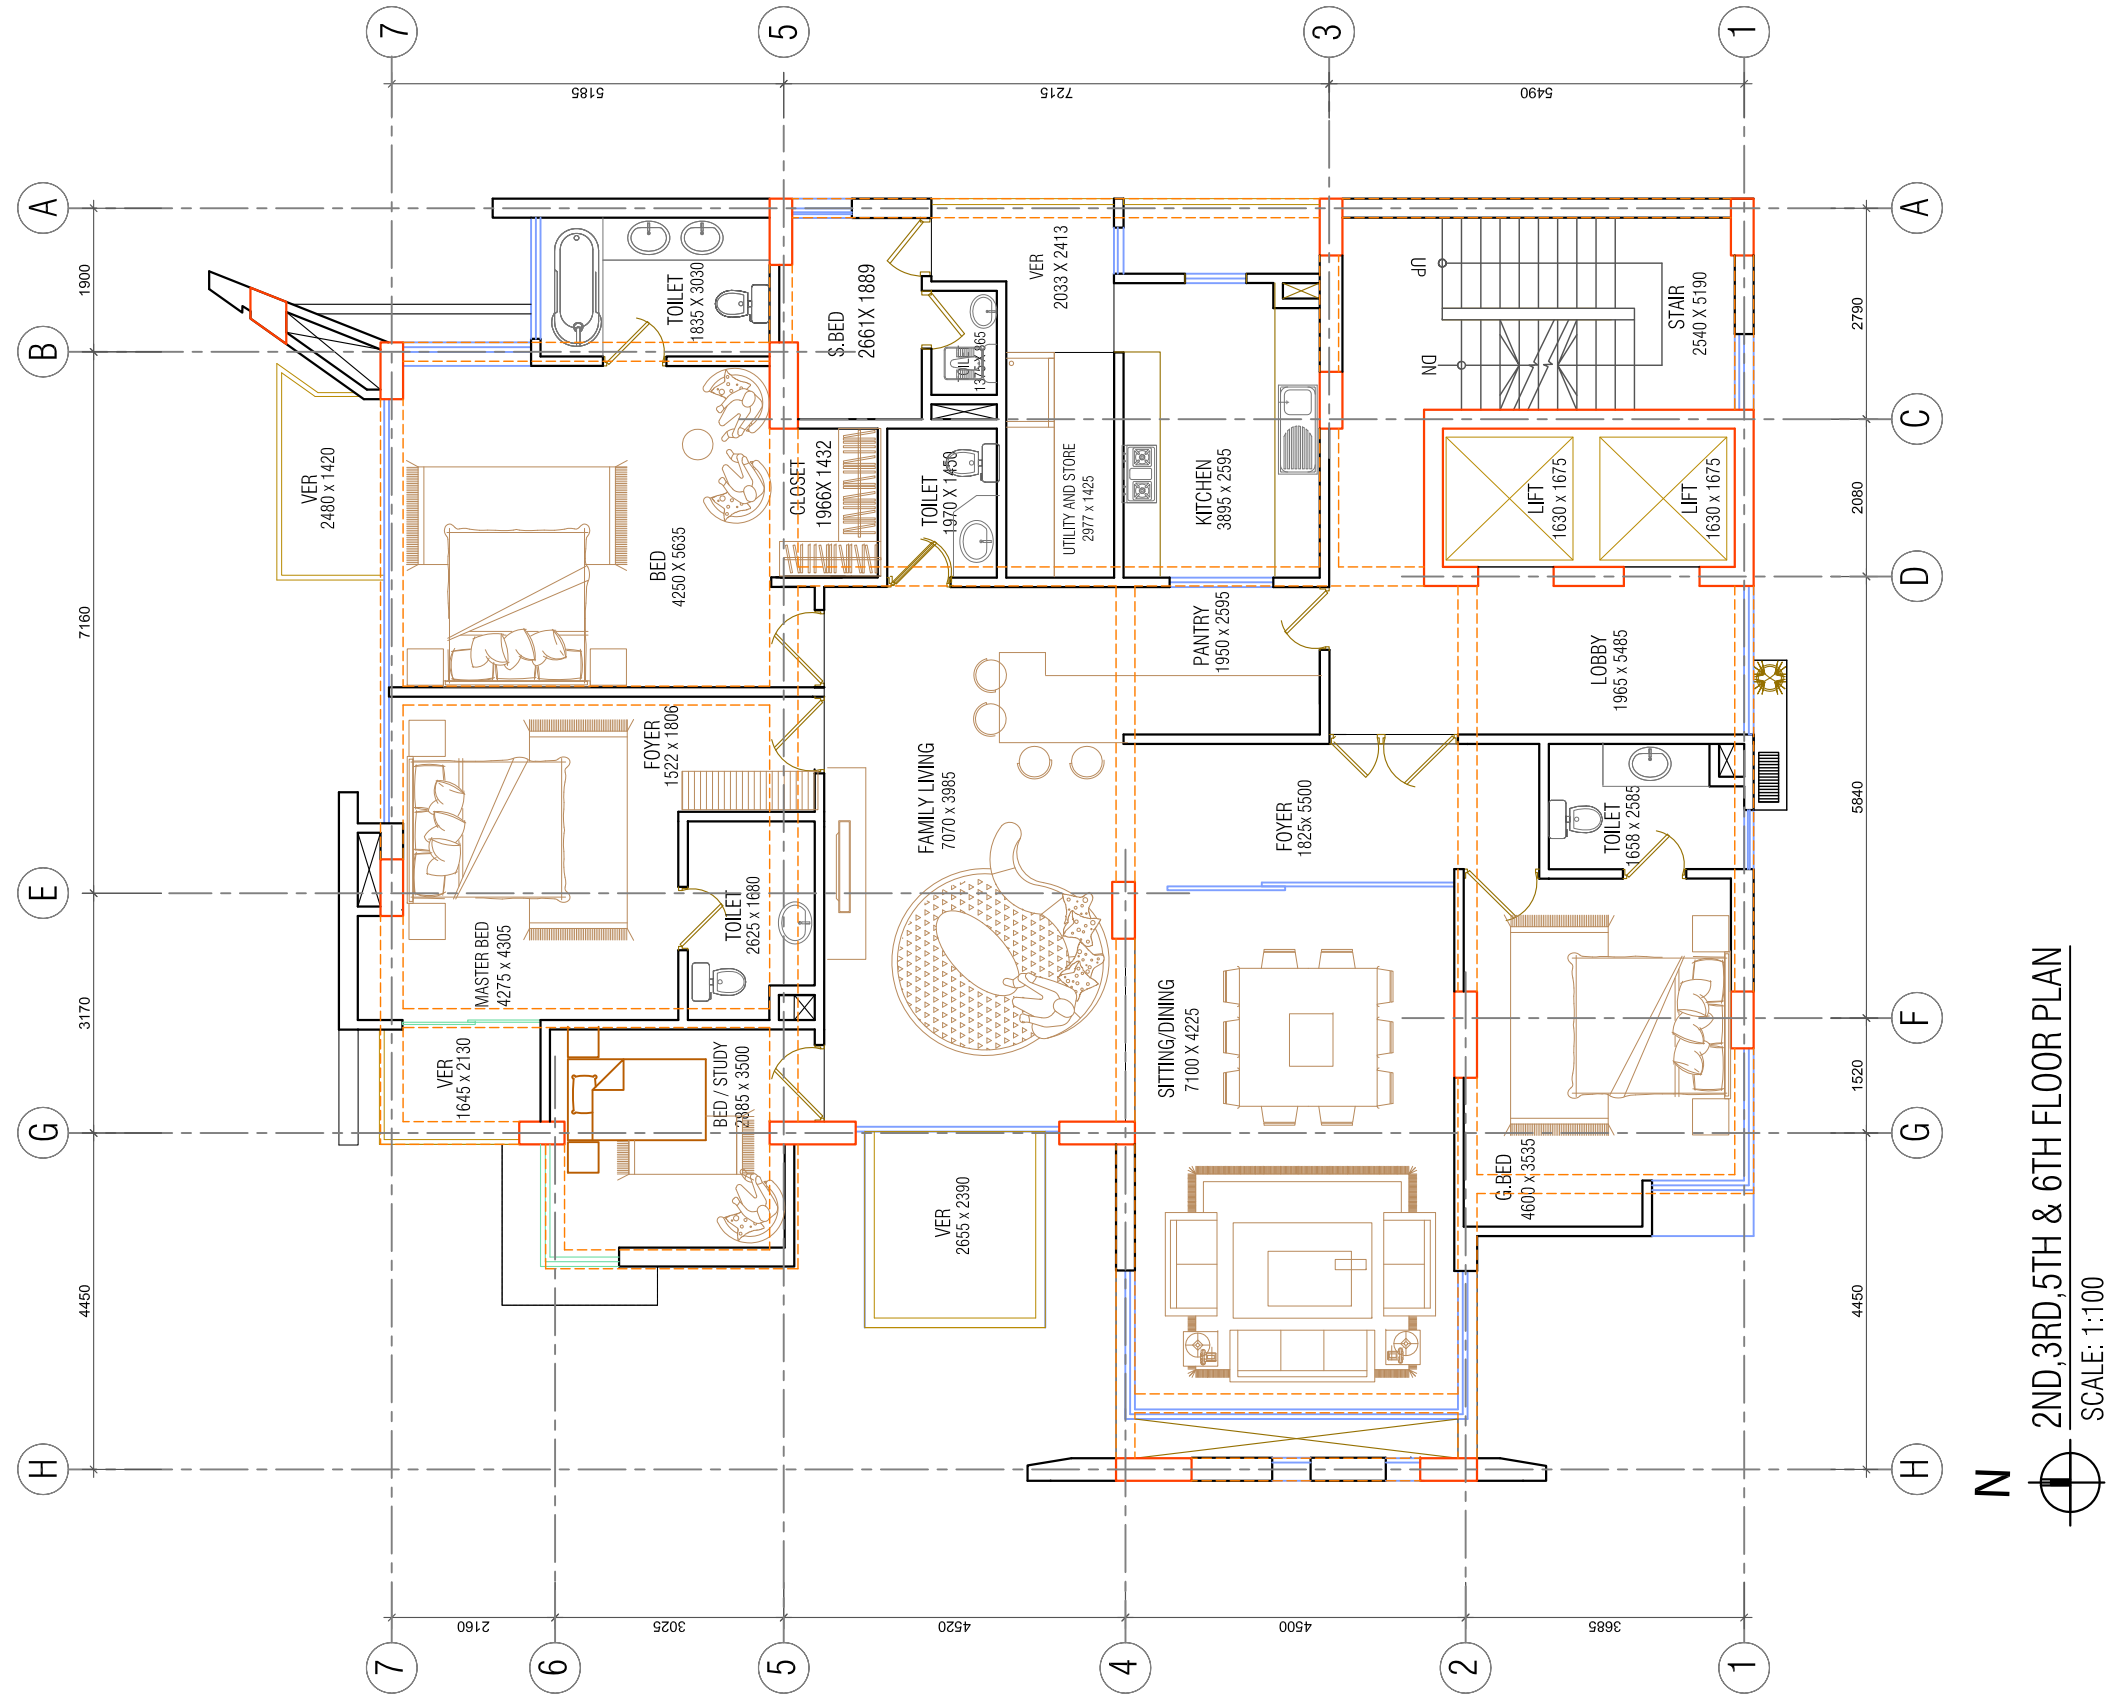 7
5
3
1
5185
7215
5490
A
B
E
G
H
1900
7160
3170
4450
A
C
D
F
G
H
2790
2080
5840
1520
4450
7
6
5
4
2
1
2160
3025
4520
4500
3685
VER
2480 x 1420
TOILET
1835 X 3030
S.BED
2661X 1889
VER
2033 X 2413
1375 X 865
UP
DN
STAIR
2540 X 5190
BED
4250 X 5635
CLOSET
1966X 1432
TOILET
1970 X 1450
UTILITY AND STORE
2977 x 1425
KITCHEN
3895 x 2595
LIFT
1630 x 1675
LIFT
1630 x 1675
PANTRY
1950 x 2595
LOBBY
1965 x 5485
FOYER
1522 x 1806
MASTER BED
4275 x 4305
TOILET
2625 x 1680
FAMILY LIVING
7070 x 3985
FOYER
1825x 5500
TOILET
1658 x 2585
VER
1645 x 2130
BED / STUDY
2885 x 3500
SITTING/DINING
7100 X 4225
G.BED
4600 x 3535
VER
2655 x 2390
N
2ND,3RD,5TH & 6TH FLOOR PLAN
SCALE: 1:100